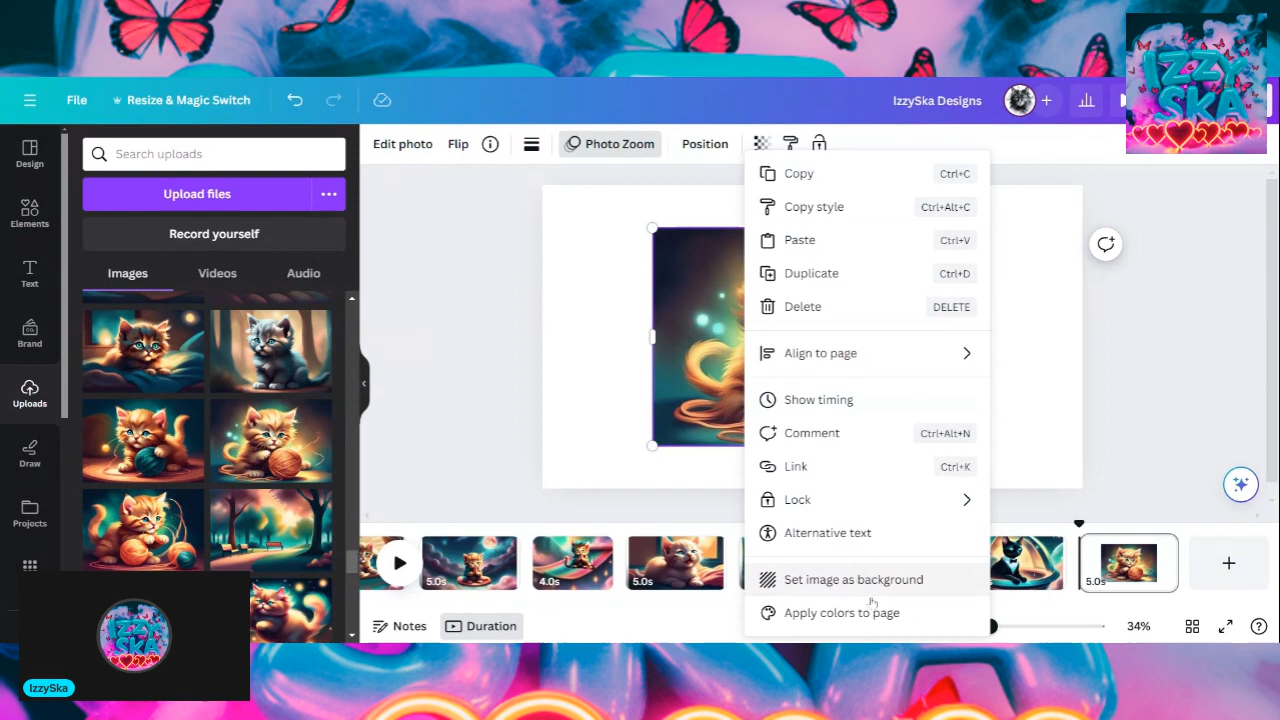 IZZY
SKA
File
Resize & Magic Switch
IzzySka Designs
Design
Elements
Text
Brand
Uploads
Draw
Projects
Search uploads
Upload files
Record yourself
Images
Videos
Audio
Edit photo
Flip
Photo Zoom
Position
Copy
Ctrl+C
Copy style
Ctrl+Alt+C
Paste
Ctrl+V
Duplicate
Ctrl+D
Delete
DELETE
Align to page
Show timing
Comment
Ctrl+Alt+N
Link
Ctrl+K
Lock
Alternative text
Set image as background
Apply colors to page
5.0s
4.0s
5.0s
5.0s
Notes
Duration
34%
IZZY
SKA
IzzySka